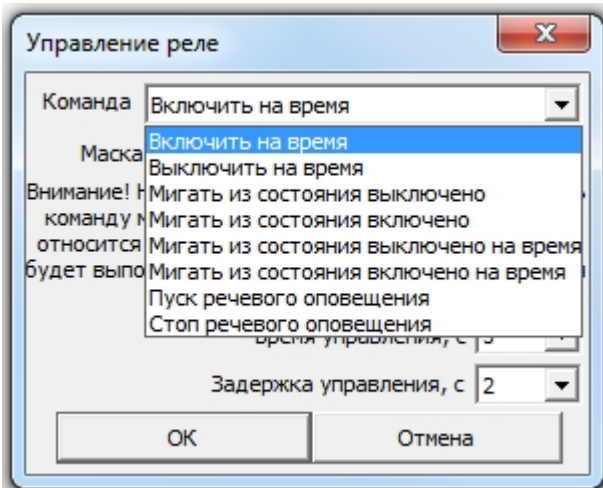 Управление реле
Команда Включить на время
Включить на время
Маска
Выключить на время
Внимание!
Мигать из состояния выключено
команду
Мигать из состояния включено
относится
Мигать из состояния выключено на время
будет
Мигать из состояния включено на время
Пуск речевого оповещения
Стоп речевого оповещения
Время управления, с
Задержка управления, с 2
ОК Отмена